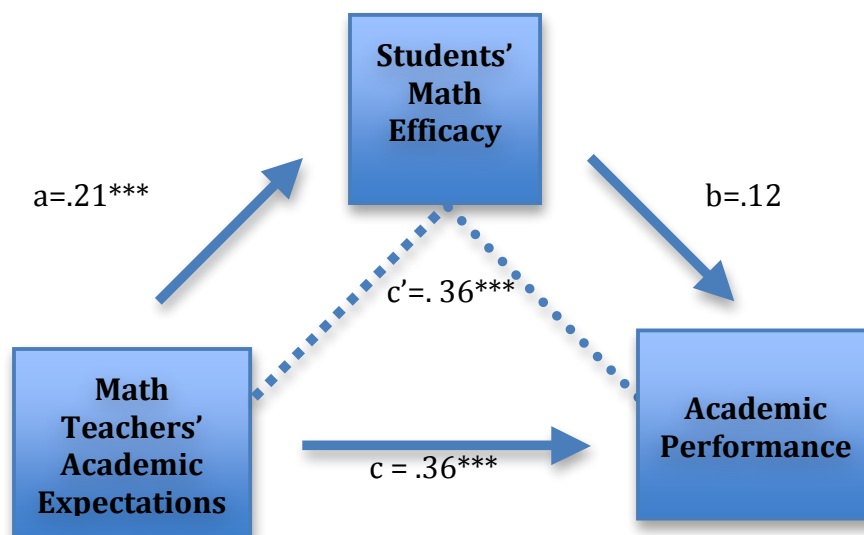 Students’
Math
Efficacy
a=.21***
b=.12
c’=. 36***
Math
Teachers’
Academic
Expectations
Academic
Performance
c = .36***